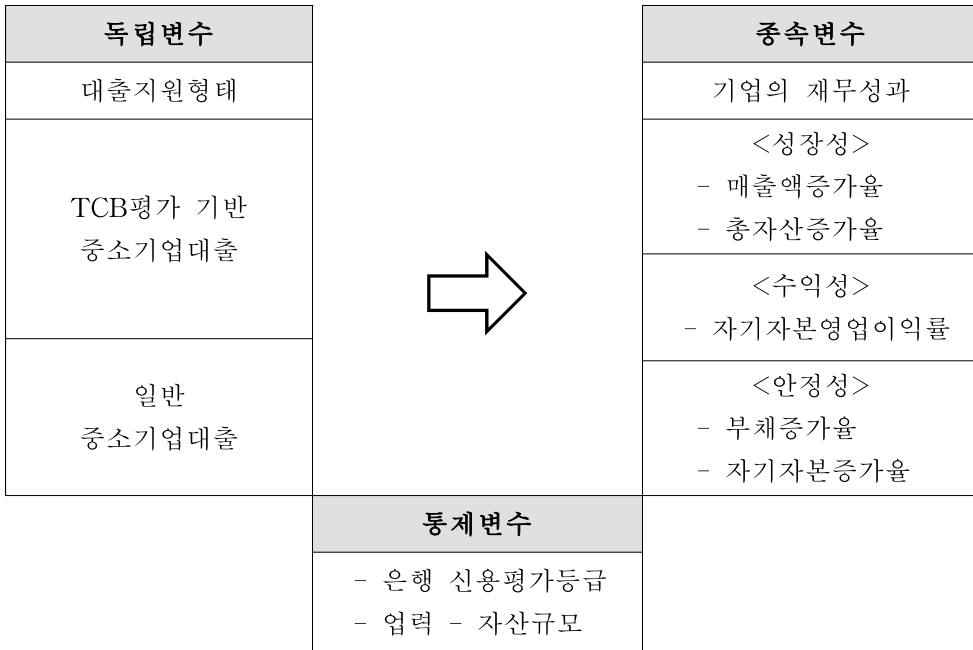 독립변수
대출지원형태
TCB평가 기반
중소기업대출
일반
중소기업대출
종속변수
기업의 재무성과
<성장성>
- 매출액증가율
- 총자산증가율
<수익성>
- 자기자본영업이익률
<안정성>
- 부채증가율
- 자기자본증가율
통제변수
- 은행 신용평가등급
- 업력 - 자산규모